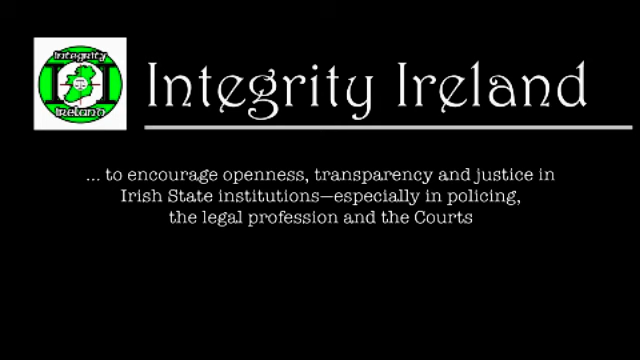 Integrity
Ireland
Integrity Ireland
... to encourage openness, transparency and justice in
Irish State institutions—especially in policing,
the legal profession and the Courts